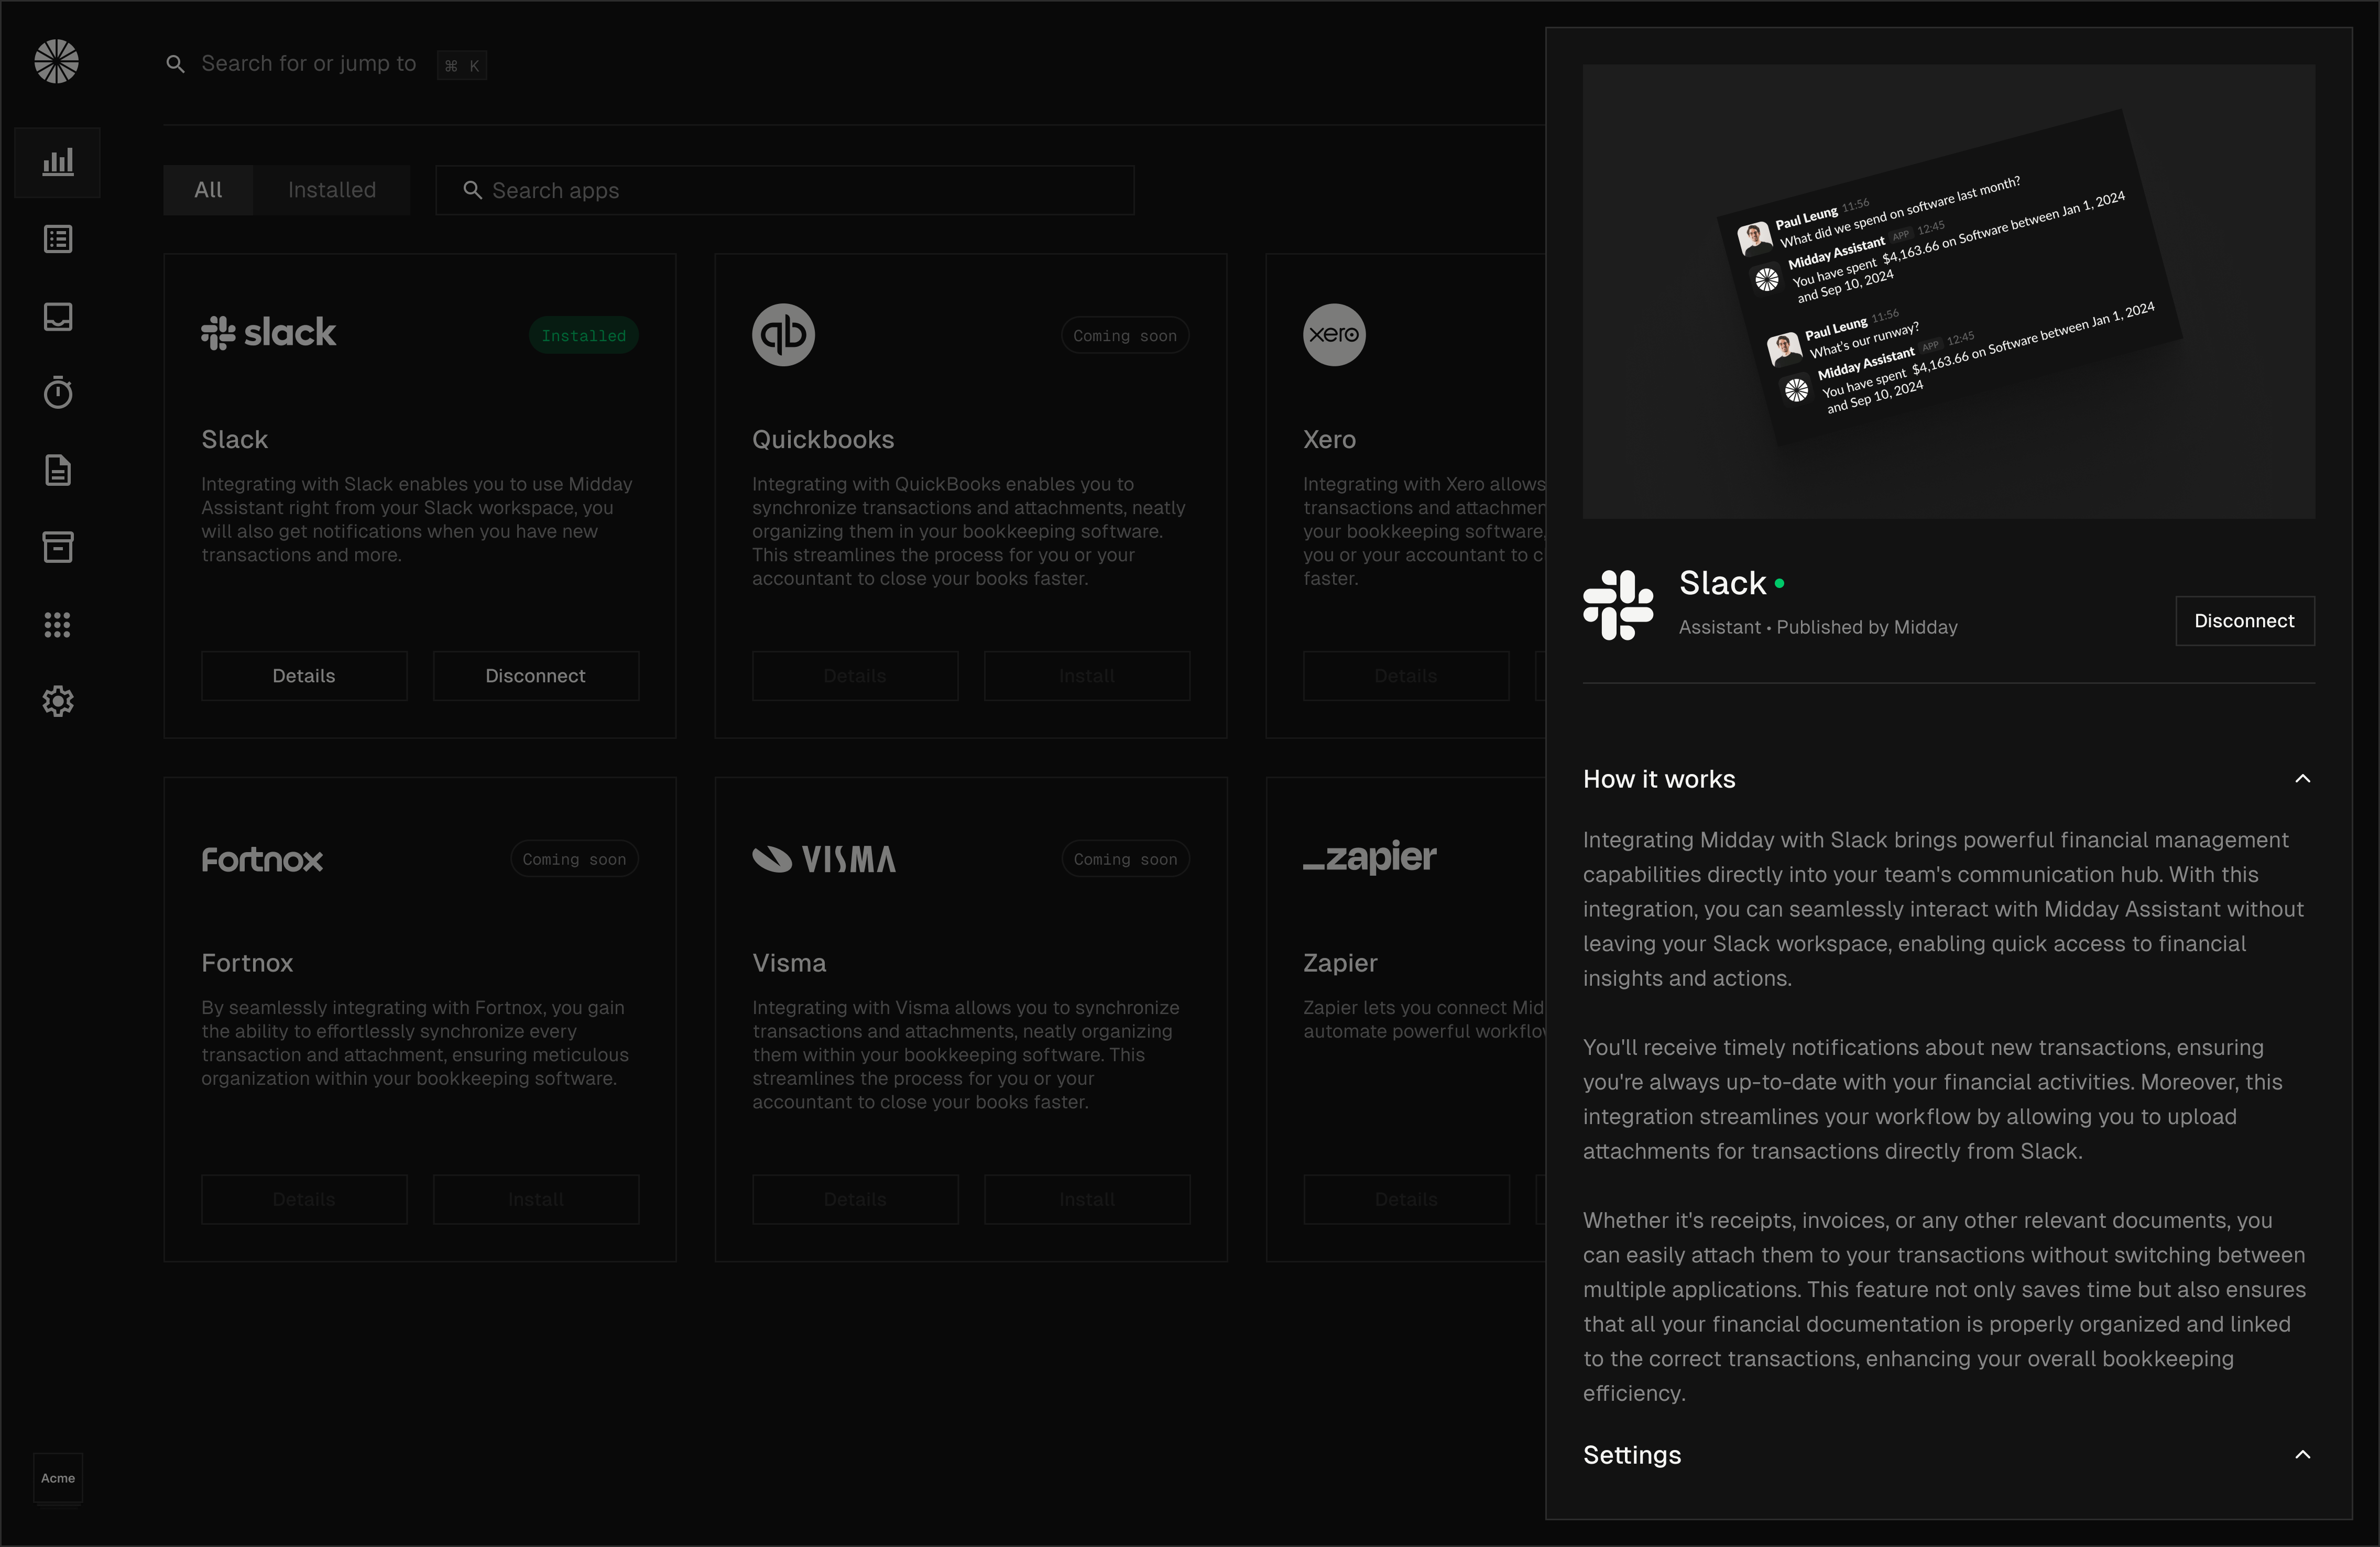 Search for or jump to ⌘ K
All
Installed
Search apps
slack
Installed
Slack
Integrating with Slack enables you to use Midday
Assistant right from your Slack workspace, you
will also get notifications when you have new
transactions and more.
Details
Disconnect
qb
Coming soon
Quickbooks
Integrating with QuickBooks enables you to
synchronize transactions and attachments, neatly
organizing them in your bookkeeping software.
This streamlines the process for you or your
accountant to close your books faster.
Details
Install
xero
Xero
Integrating with Xero allows
transactions and attachmen
your bookkeeping software,
you or your accountant to c
faster.
Details
Fortnox
Coming soon
Fortnox
By seamlessly integrating with Fortnox, you gain
the ability to effortlessly synchronize every
transaction and attachment, ensuring meticulous
organization within your bookkeeping software.
Details
Install
VISMA
Coming soon
Visma
Integrating with Visma allows you to synchronize
transactions and attachments, neatly organizing
them within your bookkeeping software. This
streamlines the process for you or your
accountant to close your books faster.
Details
Install
_zapier
Zapier
Zapier lets you connect Mid
automate powerful workflov
Details
Acme
Paul Leung 11:56
What did we spend on software last month?
Midday Assistant APP 12:45
You have spent $4,163.66 on Software between Jan 1, 2024
and Sep 10, 2024
Paul Leung 11:56
What's our runway?
Midday Assistant APP 12:45
You have spent $4,163.66 on Software between Jan 1, 2024
and Sep 10, 2024
Slack
Assistant • Published by Midday
Disconnect
How it works
Integrating Midday with Slack brings powerful financial management
capabilities directly into your team's communication hub. With this
integration, you can seamlessly interact with Midday Assistant without
leaving your Slack workspace, enabling quick access to financial
insights and actions.
You'll receive timely notifications about new transactions, ensuring
you're always up-to-date with your financial activities. Moreover, this
integration streamlines your workflow by allowing you to upload
attachments for transactions directly from Slack.
Whether it's receipts, invoices, or any other relevant documents, you
can easily attach them to your transactions without switching between
multiple applications. This feature not only saves time but also ensures
that all your financial documentation is properly organized and linked
to the correct transactions, enhancing your overall bookkeeping
efficiency.
Settings